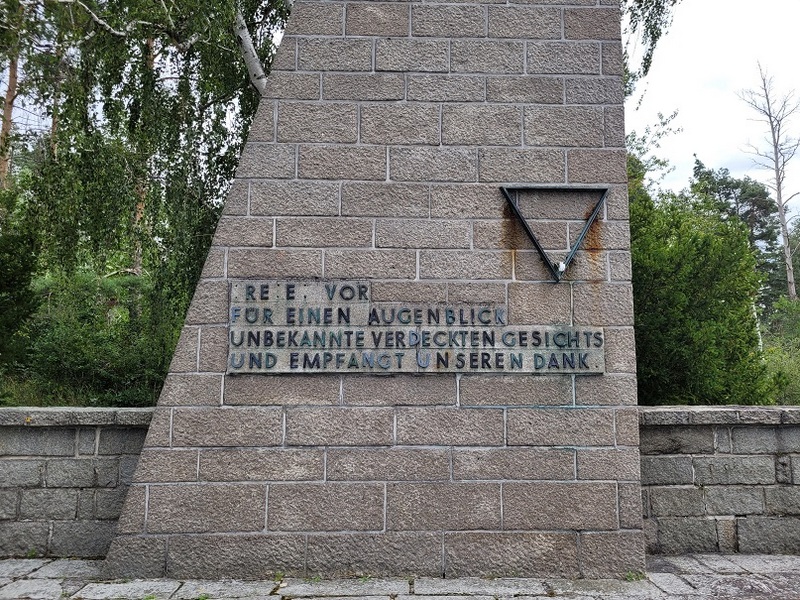 VOR
FÜR EINEN AUGENBLICK
UNBEKANNTE VERDECKTEN GESICHTS
UND EMPFANGT UNSEREN DANK.